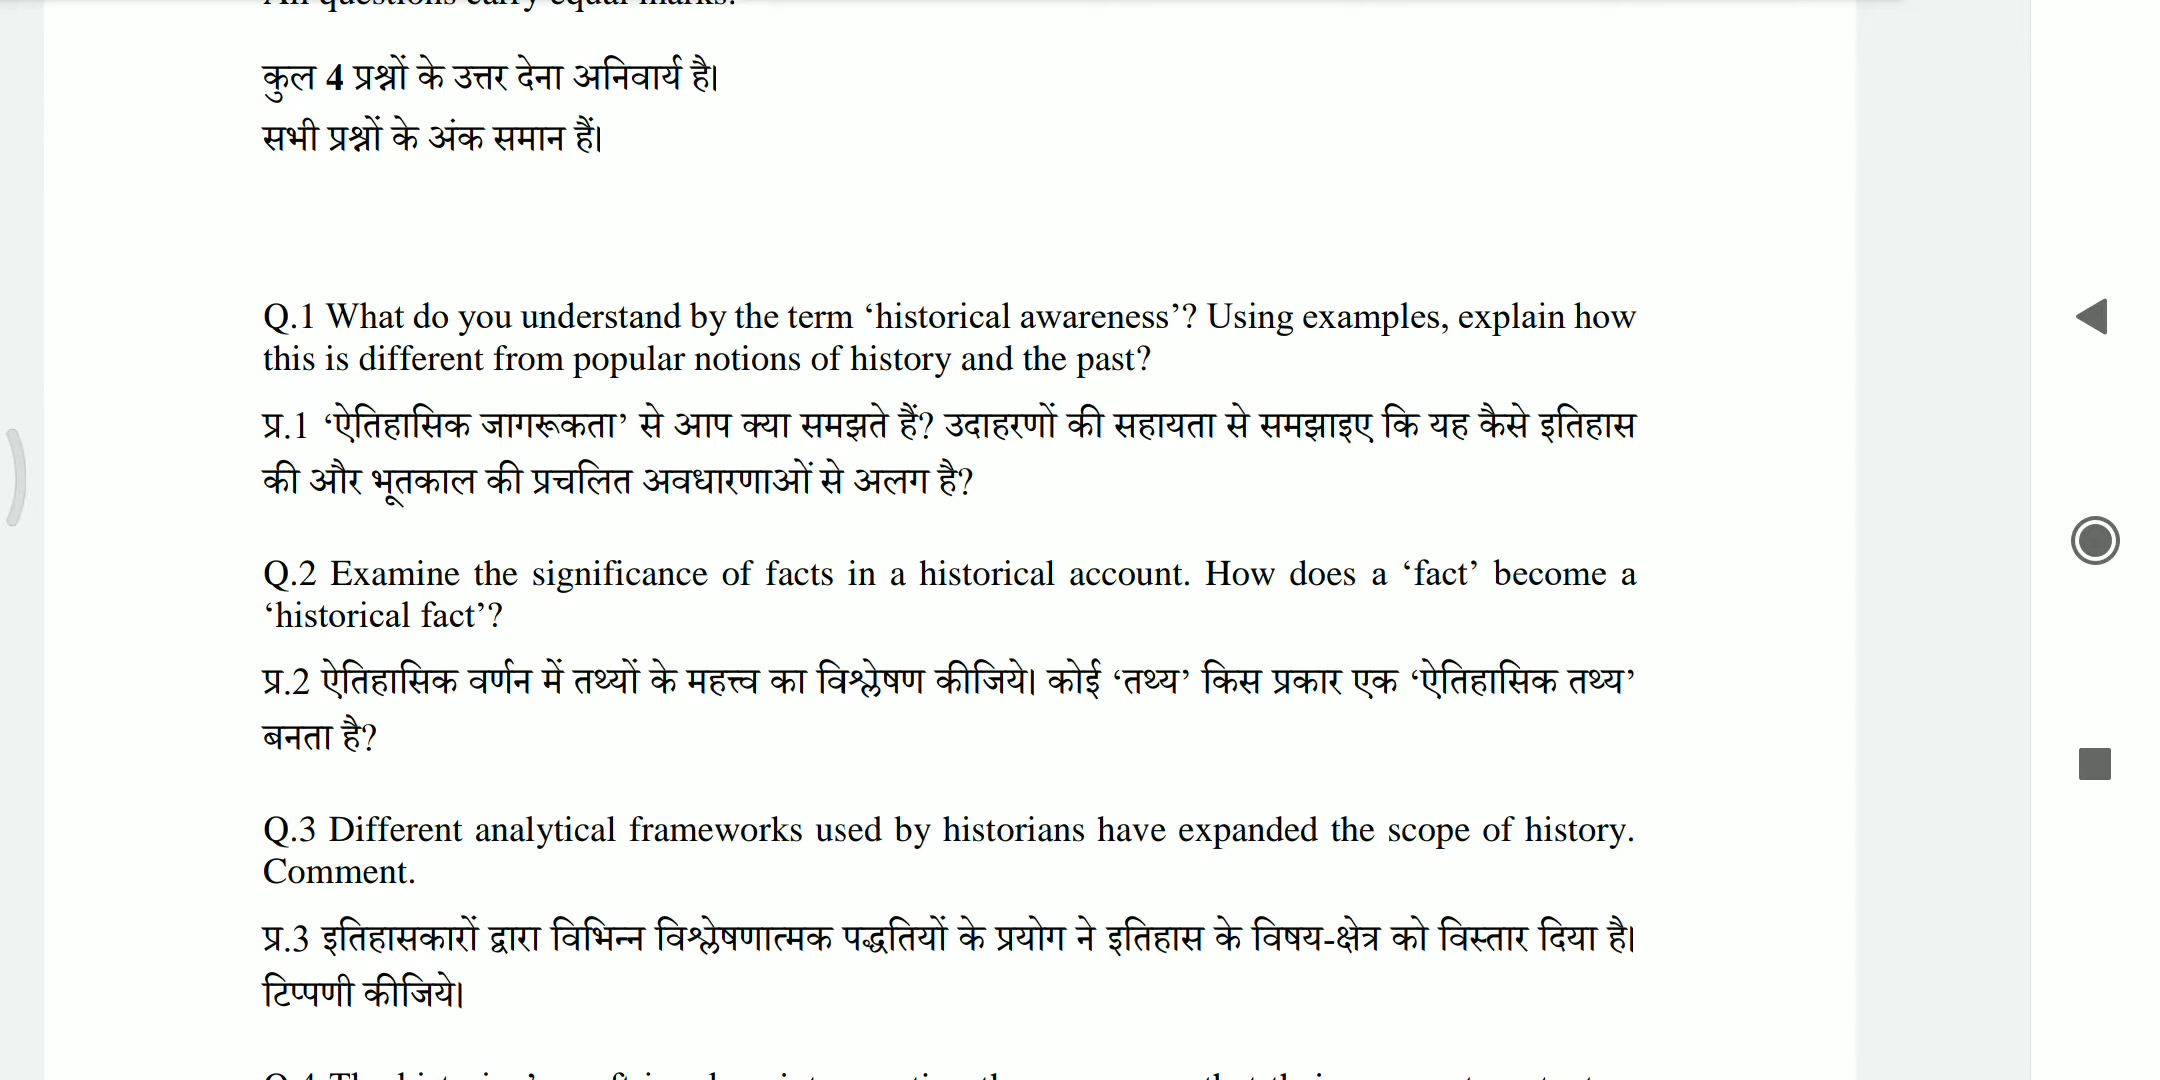 All questions carry equal marks.
कुल 4 प्रश्नों के उत्तर देना अनिवार्य है।
सभी प्रश्नों के अंक समान हैं।
Q.1 What do you understand by the term ‘historical awareness’? Using examples, explain how
this is different from popular notions of history and the past?
प्र.1 ‘ऐतिहासिक जागरूकता’ से आप क्या समझते हैं? उदाहरणों की सहायता से समझाइए कि यह कैसे इतिहास
की और भूतकाल की प्रचलित अवधारणाओं से अलग है?
Q.2 Examine the significance of facts in a historical account. How does a ‘fact’ become a
‘historical fact’?
प्र.2 ऐतिहासिक वर्णन में तथ्यों के महत्त्व का विश्लेषण कीजिये। कोई ‘तथ्य’ किस प्रकार एक ‘ऐतिहासिक तथ्य’
बनता है?
Q.3 Different analytical frameworks used by historians have expanded the scope of history.
Comment.
प्र.3 इतिहासकारों द्वारा विभिन्न विश्लेषणात्मक पद्धतियों के प्रयोग ने इतिहास के विषय-क्षेत्र को विस्तार दिया है।
टिप्पणी कीजिये।